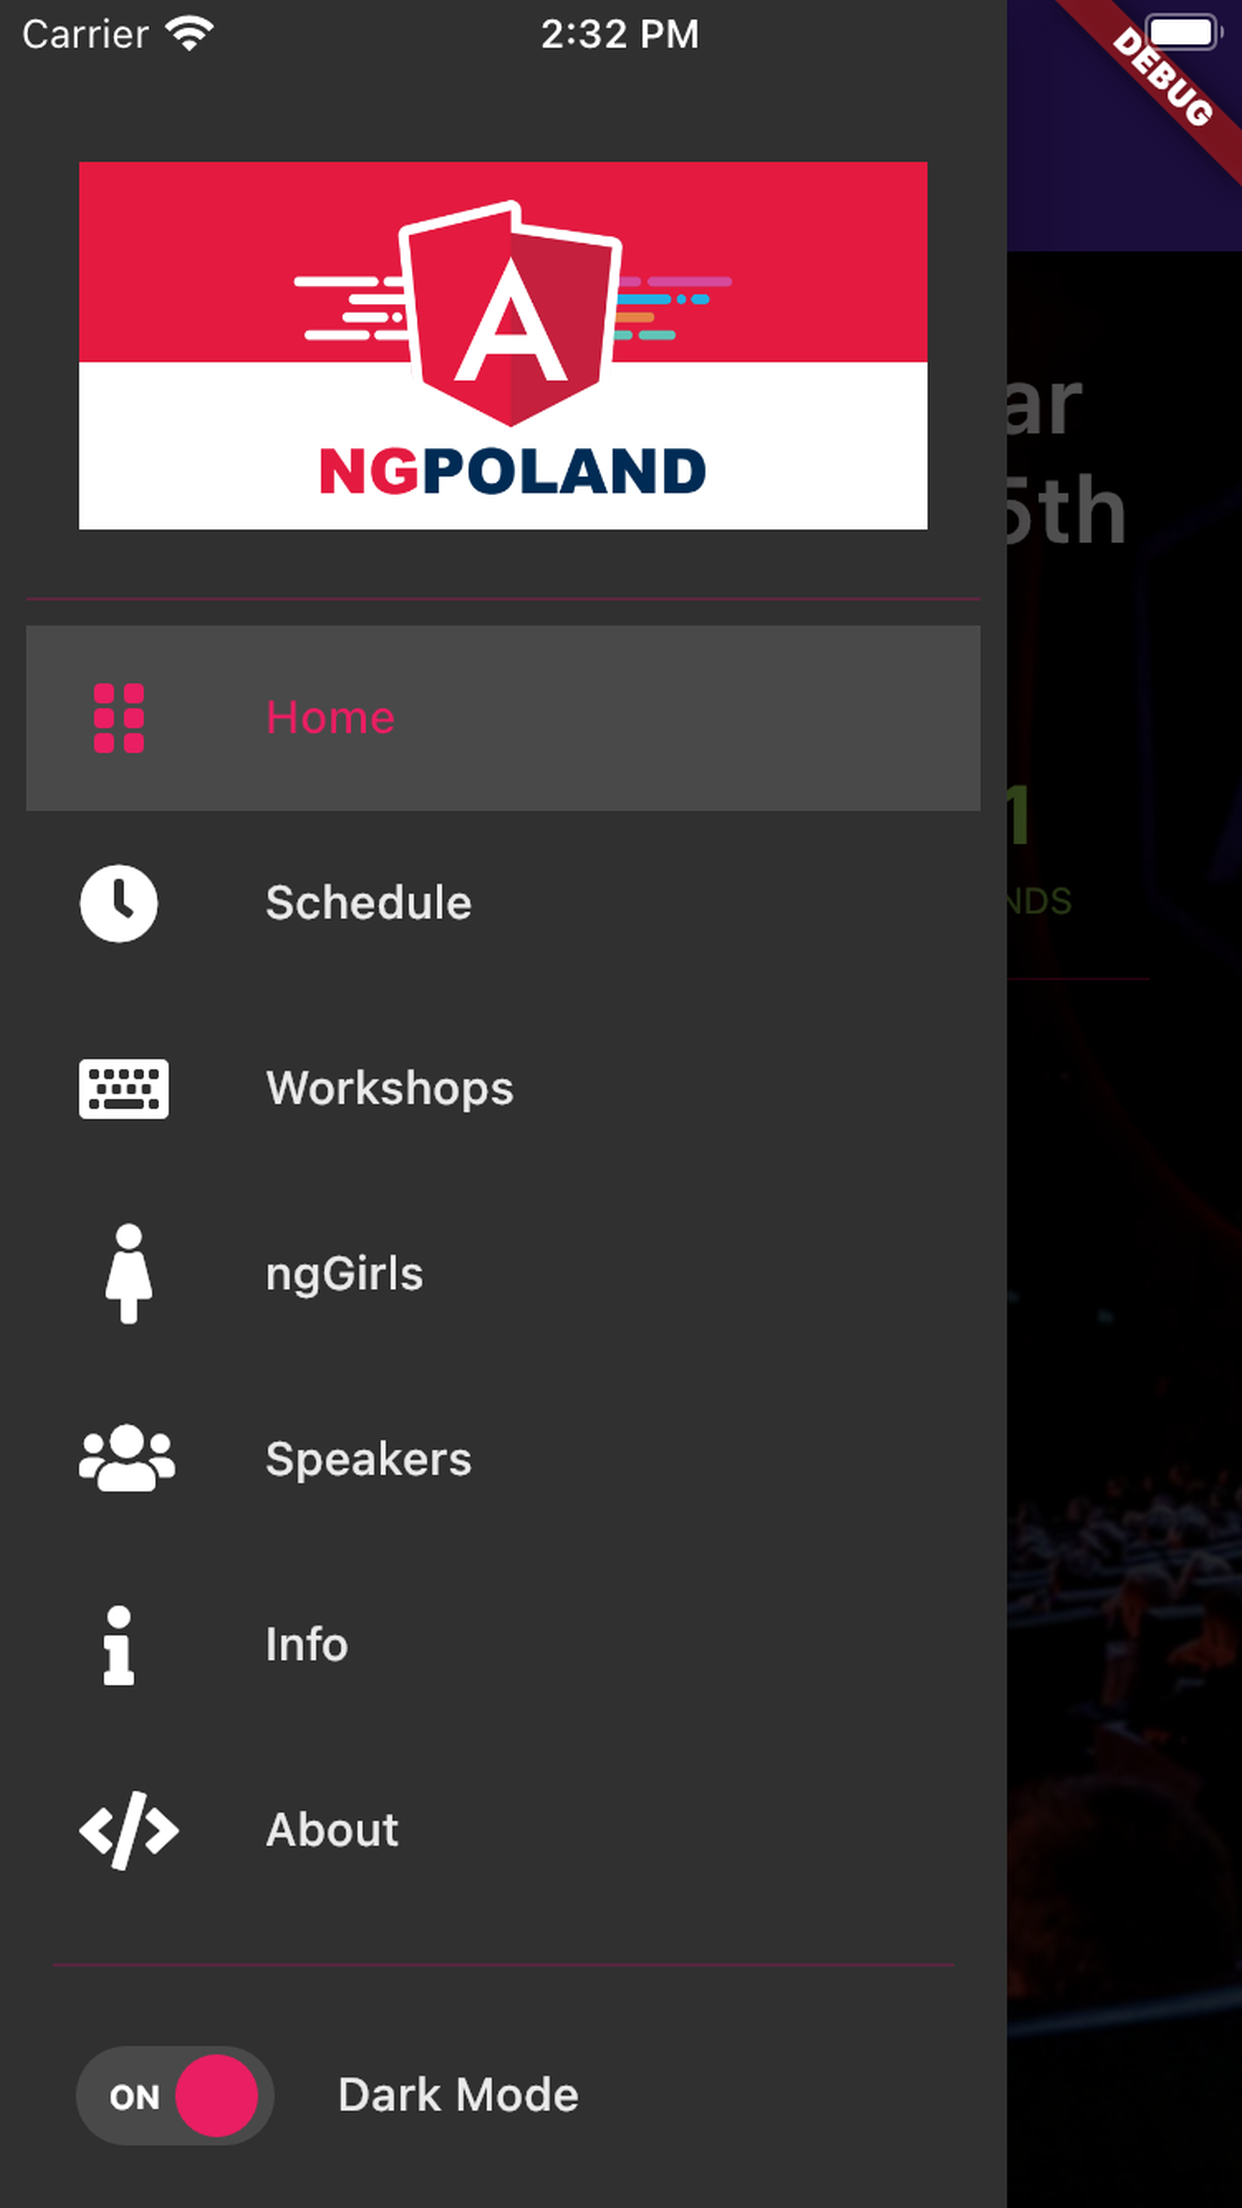 Carrier 2:32 PM
DEBUG
A
NGPOLAND
ar
5th
1
NDS
Home
Schedule
Workshops
ngGirls
Speakers
Info
About
ON Dark Mode